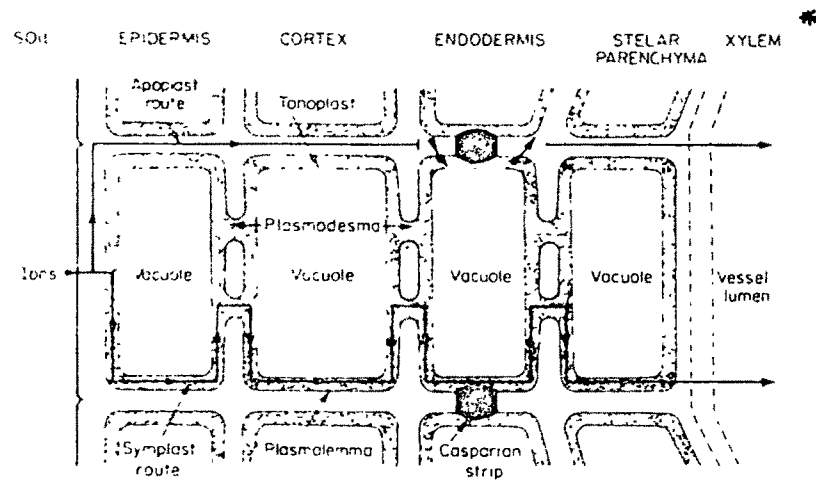 SOIL EPIDERMIS CORTEX ENDODERMIS STELAR PARENCHYMA XYLEM *
Apoplast route
Tonoplast
Plasmodesma
Ions
Vacuole Vacuole Vacuole Vacuole
Vessel lumen
Symplast route
Plasmalemma
Casparian strip